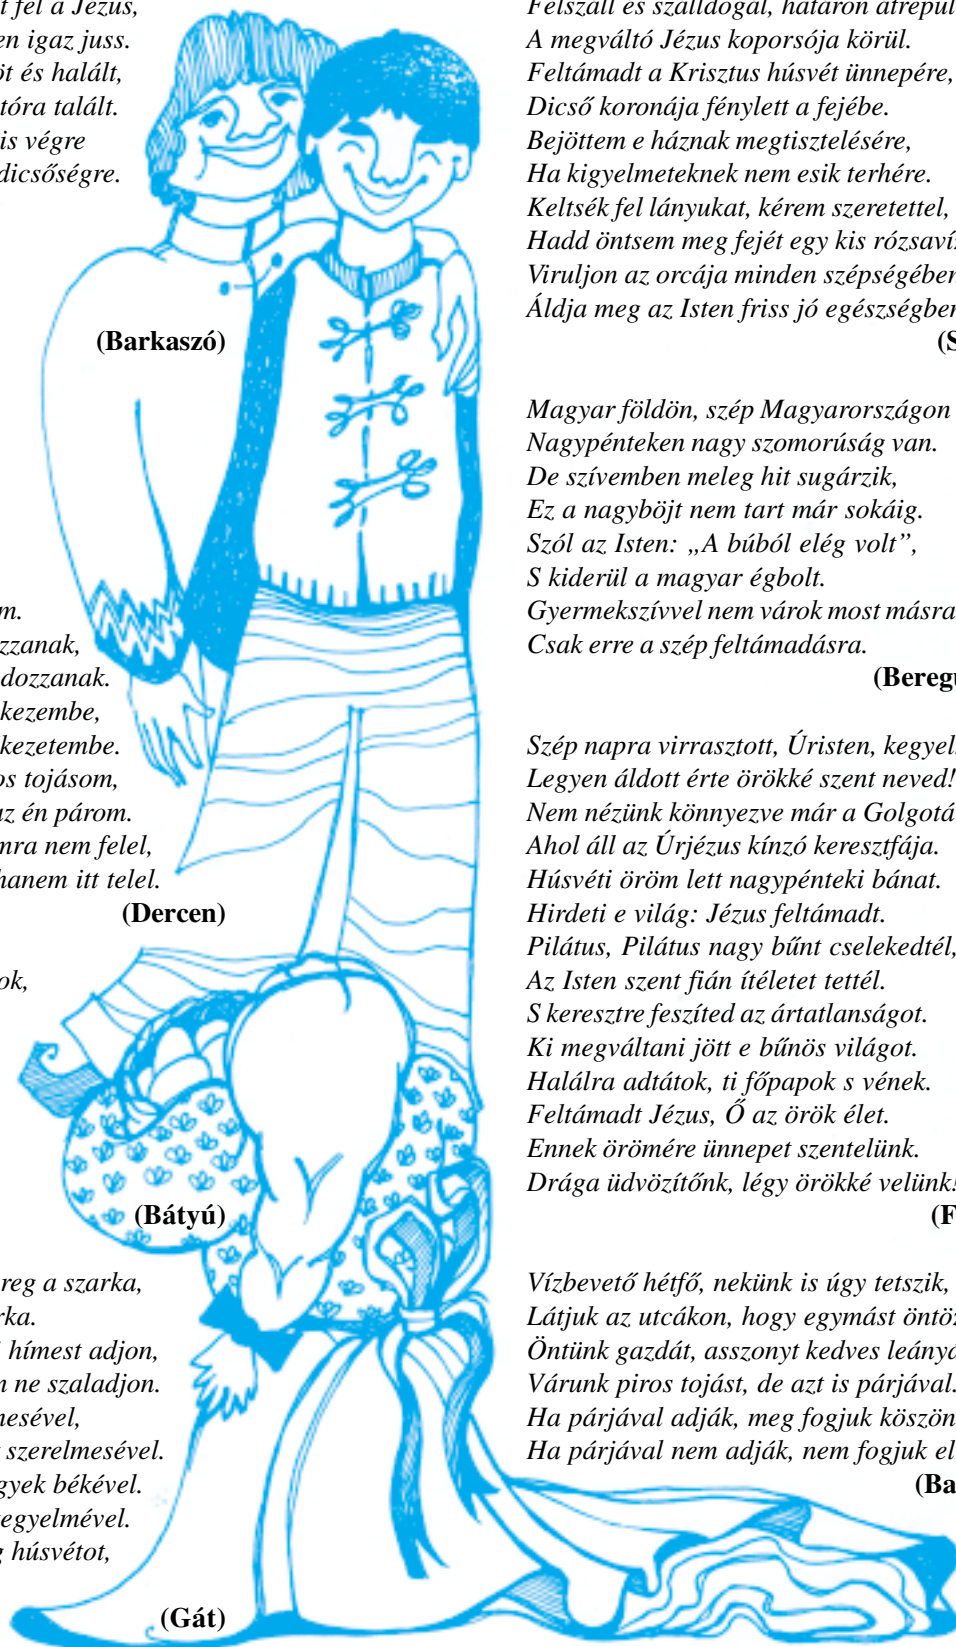 t fel a Jézus,
en igaz juss.
öt és halált,
tóra talált.
is végre
dicsőségre.
(Barkaszó)
m.
zzanak,
dozzanak.
kezembe,
kezetembe.
os tojásom,
az én párom.
mra nem felel,
hanem itt telel.
(Dercen)
ok,
(Bátyú)
reg a szarka,
rka.
hímest adjon,
n ne szaladjon.
nesével,
szerelmesével.
gyek békével.
egyelmével.
g húsvétot,
(Gát)
Felszáll és szálldogál, határon átrepül
A megváltó Jézus koporsója körül.
Feltámadt a Krisztus húsvét ünnepére,
Dicső koronája fénylett a fejébe.
Bejöttem e háznak megtisztelésére,
Ha kigyelmeteknek nem esik terhére.
Keltsék fel lányukat, kérem szeretettel,
Hadd öntsem meg fejét egy kis rózsavíz
Viruljon az orcája minden szépségében
Áldja meg az Isten friss jó egészségben
(S
Magyar földön, szép Magyarországon
Nagypénteken nagy szomorúság van.
De szívemben meleg hit sugárzik,
Ez a nagyböjt nem tart már sokáig.
Szól az Isten: „A búból elég volt”,
S kiderül a magyar égbolt.
Gyermekszívvel nem várok most másra
Csak erre a szép feltámadásra.
(Beregu
Szép napra virrasztott, Úristen, kegyel
Legyen áldott érte örökké szent neved!
Nem nézünk könnyezve már a Golgotá
Ahol áll az Úrjézus kínzó keresztfája.
Húsvéti öröm lett nagypénteki bánat.
Hirdeti e világ: Jézus feltámadt.
Pilátus, Pilátus nagy bűnt cselekedtél,
Az Isten szent fián ítéletet tettél.
S keresztre feszíted az ártatlanságot.
Ki megváltani jött e bűnös világot.
Halálra adtátok, ti főpapok s vének.
Feltámadt Jézus, Ő az örök élet.
Ennek örömére ünnepet szentelünk.
Drága üdvözítőnk, légy örökké velünk!
(F
Vízbevető hétfő, nekünk is úgy tetszik,
Látjuk az utcákon, hogy egymást öntöz
Öntünk gazdát, asszonyt kedves leányá
Várunk piros tojást, de azt is párjával.
Ha párjával adják, meg fogjuk köszön
Ha párjával nem adják, nem fogjuk el
(Ba